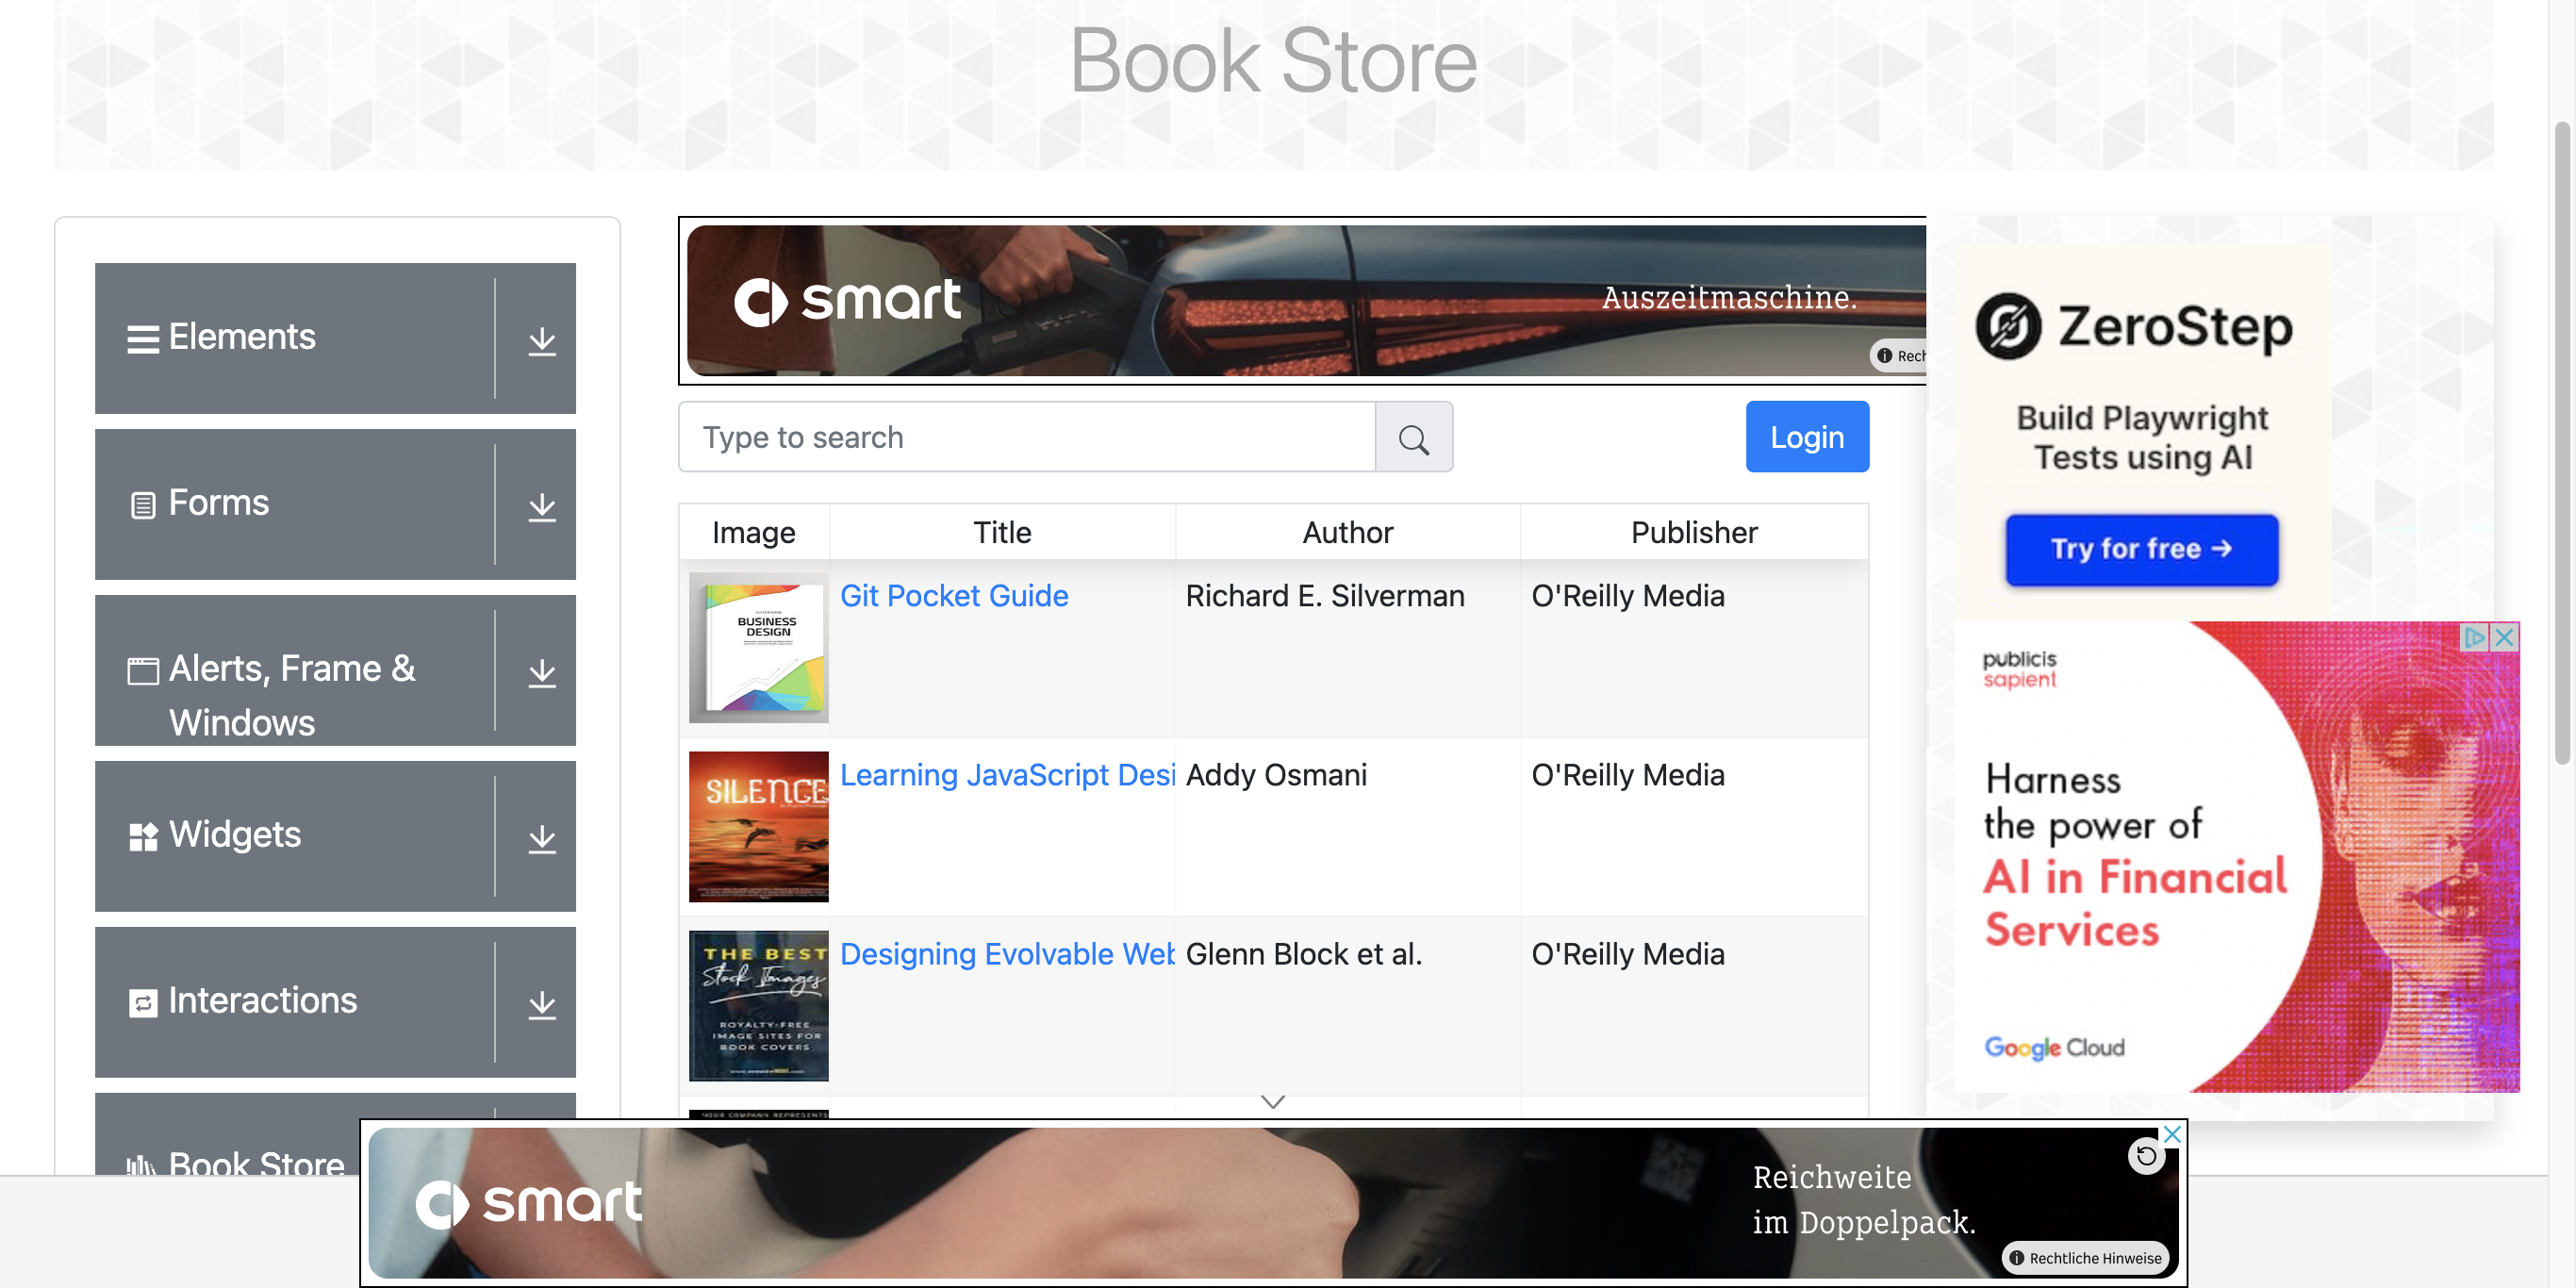 Book Store
Elements
Forms
Alerts, Frame &
Windows
Widgets
Interactions
Book Store
smart
Auszeitmaschine.
Rech
Type to search
Login
Image Title Author Publisher
BUSINESS
DESIGN
Git Pocket Guide Richard E. Silverman O'Reilly Media
SILENCE
Learning JavaScript Desi Addy Osmani O'Reilly Media
THE BEST
Stock Images
ROYALTY-FREE
IMAGE SITES FOR
BOOK COVERS
Designing Evolvable Web Glenn Block et al. O'Reilly Media
YOUR COMPANY REPRESENTS
ZeroStep
Build Playwright
Tests using AI
Try for free →
publicis
sapient
Harness
the power of
AI in Financial
Services
Google Cloud
smart
Reichweite
im Doppelpack.
Rechtliche Hinweise